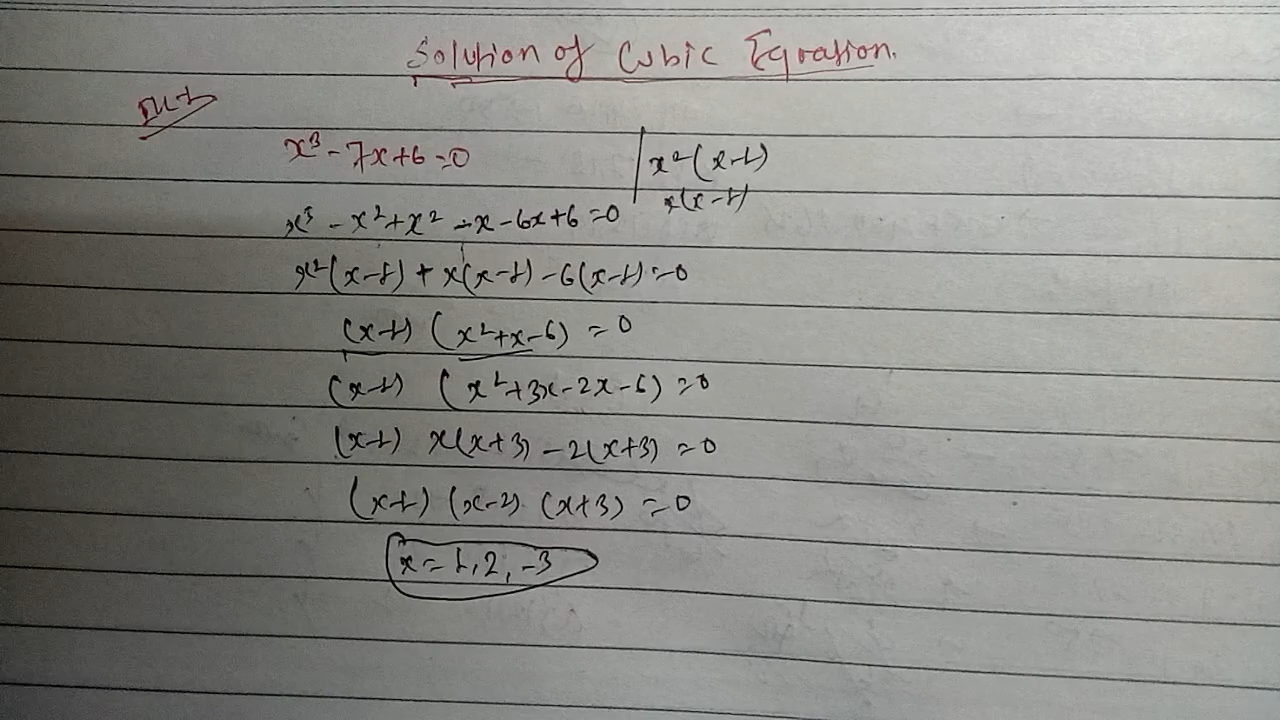 Solution of Cubic Equation.
Ill 1
x³ - 7x + 6 = 0
x²(x-1)
x(x-1)
x³ - x² + x² - x - 6x + 6 = 0
x²(x-1) + x(x-1) - 6(x-1) = 0
(x-1) (x²+x-6) = 0
(x-1) (x²+3x-2x-6) = 0
(x-1) x(x+3) - 2(x+3) = 0
(x-1) (x-2) (x+3) = 0
x = 1, 2, -3